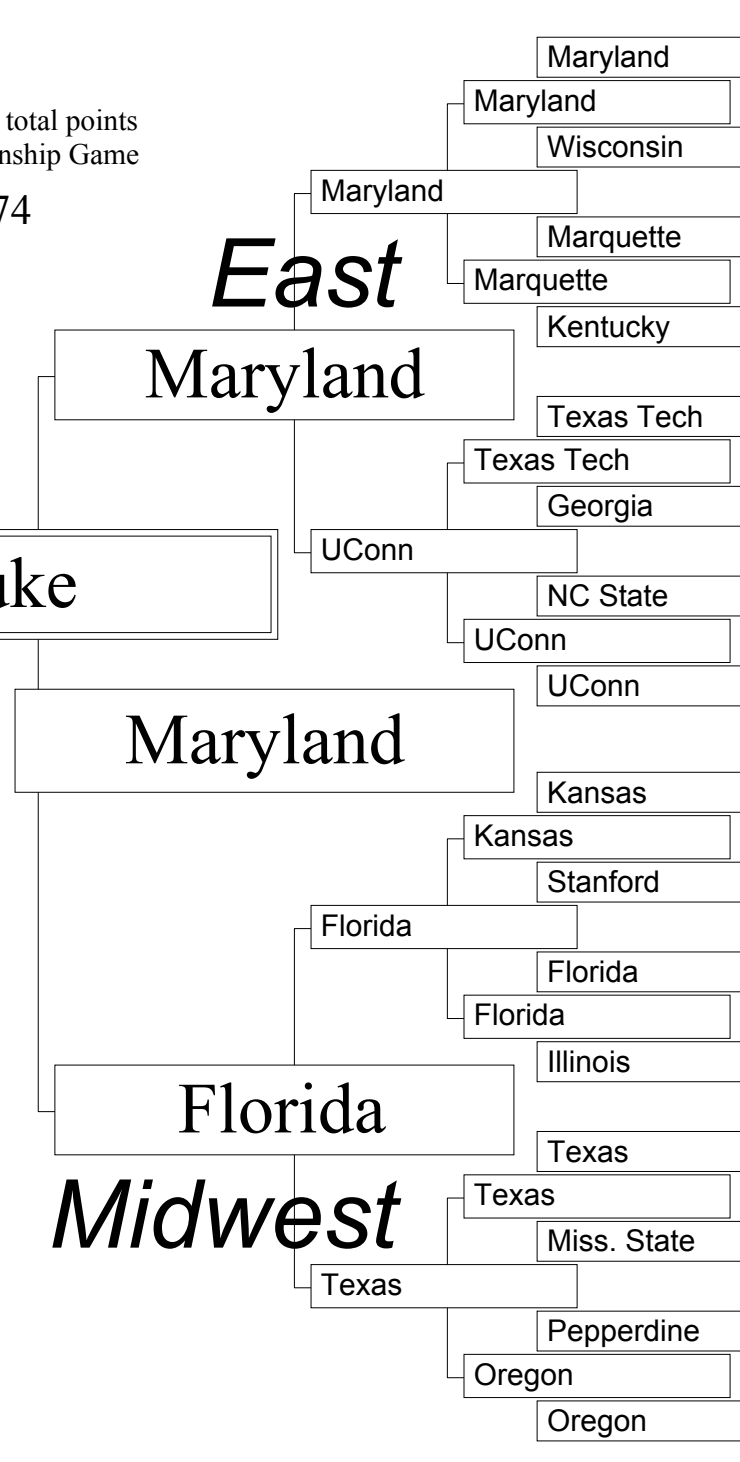 Maryland
Maryland
total points
Wisconsin
nship Game
Maryland
74
Marquette
East
Marquette
Kentucky
Maryland
Texas Tech
Texas Tech
Georgia
UConn
uke
NC State
UConn
UConn
Maryland
Kansas
Kansas
Stanford
Florida
Florida
Florida
Illinois
Florida
Texas
Texas
Midwest
Miss. State
Texas
Pepperdine
Oregon
Oregon